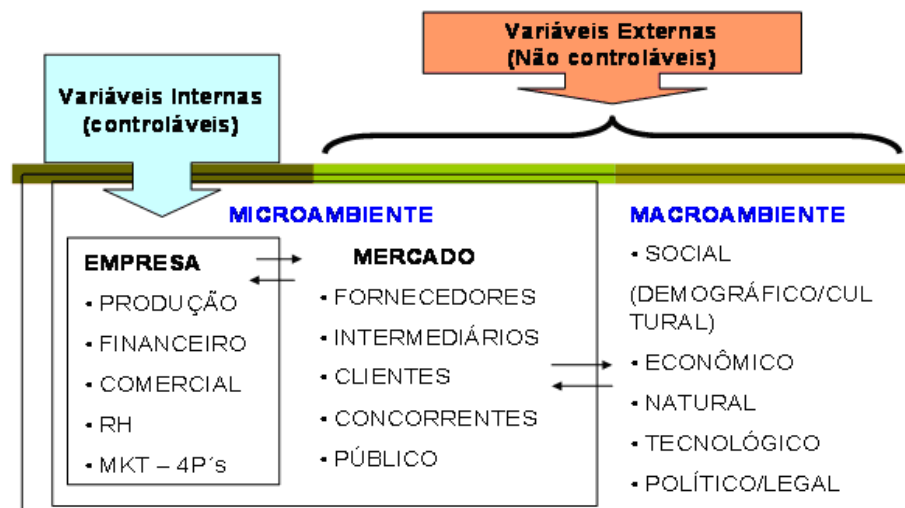 Variáveis Externas
(Não controláveis)
Variáveis Internas
(controláveis)
MICROAMBIENTE
EMPRESA
• PRODUÇÃO
• FINANCEIRO
• COMERCIAL
• RH
• MKT – 4P´s
MERCADO
• FORNECEDORES
• INTERMEDIÁRIOS
• CLIENTES
• CONCORRENTES
• PÚBLICO
MACROAMBIENTE
• SOCIAL
(DEMOGRÁFICO/CUL
TURAL)
• ECONÔMICO
• NATURAL
• TECNOLÓGICO
• POLÍTICO/LEGAL